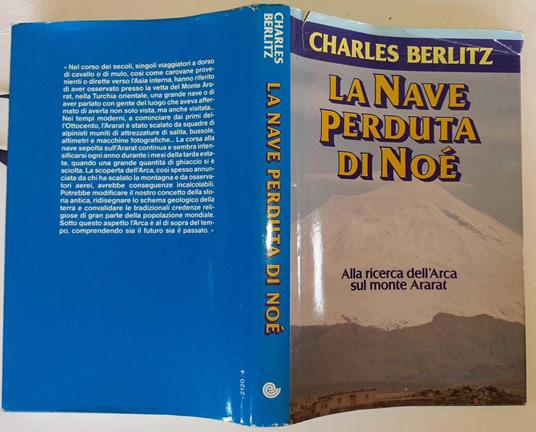 « Nel corso dei secoli, singoli viaggiatori a dorso
di cavallo o di mulo, così come carovane prove-
nienti o dirette verso l'Asia interna, hanno riferito
di aver osservato presso la vetta del Monte Ara-
rat, nella Turchia orientale, una grande nave o di
aver parlato con gente del luogo che aveva affer-
mato di averla non solo vista, ma anche visitata...
Nei tempi moderni, a cominciare dai primi del-
l'Ottocento, l'Ararat è stato scalato da squadre di
alpinisti muniti di attrezzature di salita, bussole,
altimetri e macchine fotografiche... La corsa alla
nave sepolta sull'Ararat continua e sembra inten-
sificarsi ogni anno durante i mesi della tarda esta-
te, quando una grande quantità di ghiaccio si è
sciolta. La scoperta dell'Arca, così spesso annun-
ciata da chi ha scalato la montagna e da osserva-
tori aerei, avrebbe conseguenze incalcolabili.
Potrebbe modificare il nostro concetto della sto-
ria antica, ridisegnare lo schema geologico della
terra e convalidare le tradizionali credenze reli-
giose di gran parte della popolazione mondiale.
Sotto questo aspetto l'Arca è al di sopra del tem-
po, comprendendo sia il futuro sia il passato. »
CHARLES
BERLITZ
LA NAVE PERDUTA DI NOÉ
2120-4
CHARLES BERLITZ
LA NAVE
PERDUTA
DI NOÉ
Alla ricerca dell'Arca
sul monte Ararat